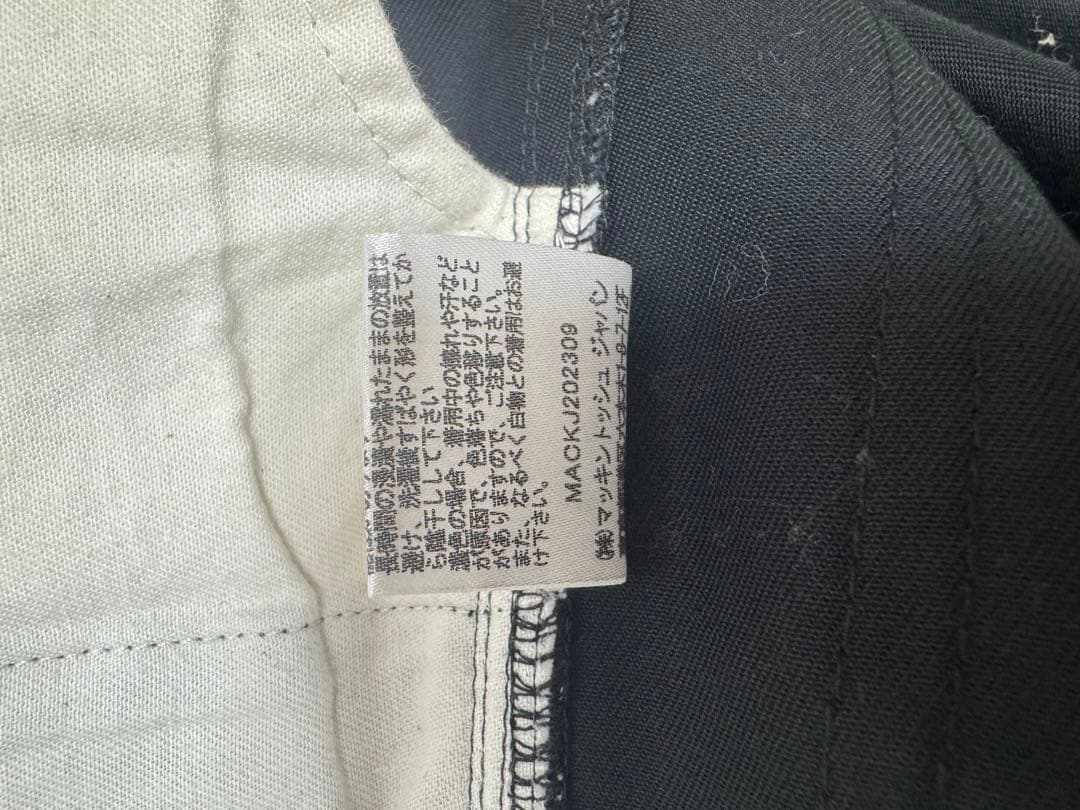 長時間の浸漬や濡れたままの放置は
避け、洗濯後すばやく形を整えてか
ら陰干しして下さい
濃色の場合、着用中の擦れや汗など
が原因で、色落ちや色移りすること
がありますので、ご注意下さい。
また、なるべく白物との着用はお避
け下さい。
MACKJ202309
(株)マッキントッシュ ジャパン